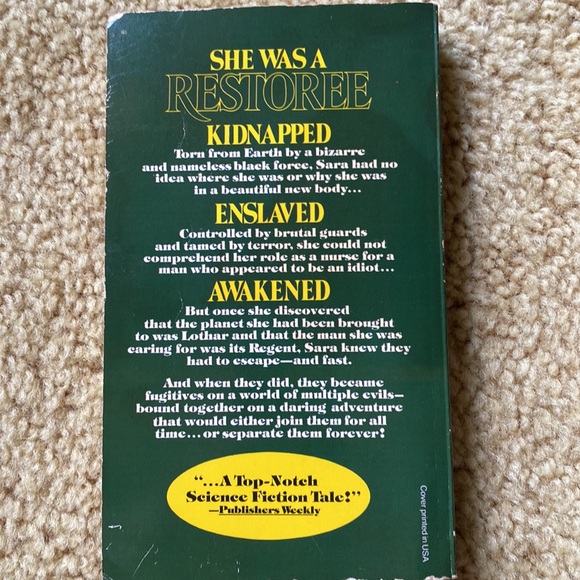 SHE WAS A
RESTOREE
KIDNAPPED
Torn from Earth by a bizarre
and nameless black force, Sara had no
idea where she was or why she was
in a beautiful new body...
ENSLAVED
Controlled by brutal guards
and tamed by terror, she could not
comprehend her role as a nurse for a
man who appeared to be an idiot...
AWAKENED
But once she discovered
that the planet she had been brought
to was Lothar and that the man she was
caring for was its Regent, Sara knew they
had to escape—and fast.
And when they did, they became
fugitives on a world of multiple evils—
bound together on a daring adventure
that would either join them for all
time...or separate them forever!
“...A Top-Notch
Science Fiction Tale!”
—Publishers Weekly
Cover printed in USA